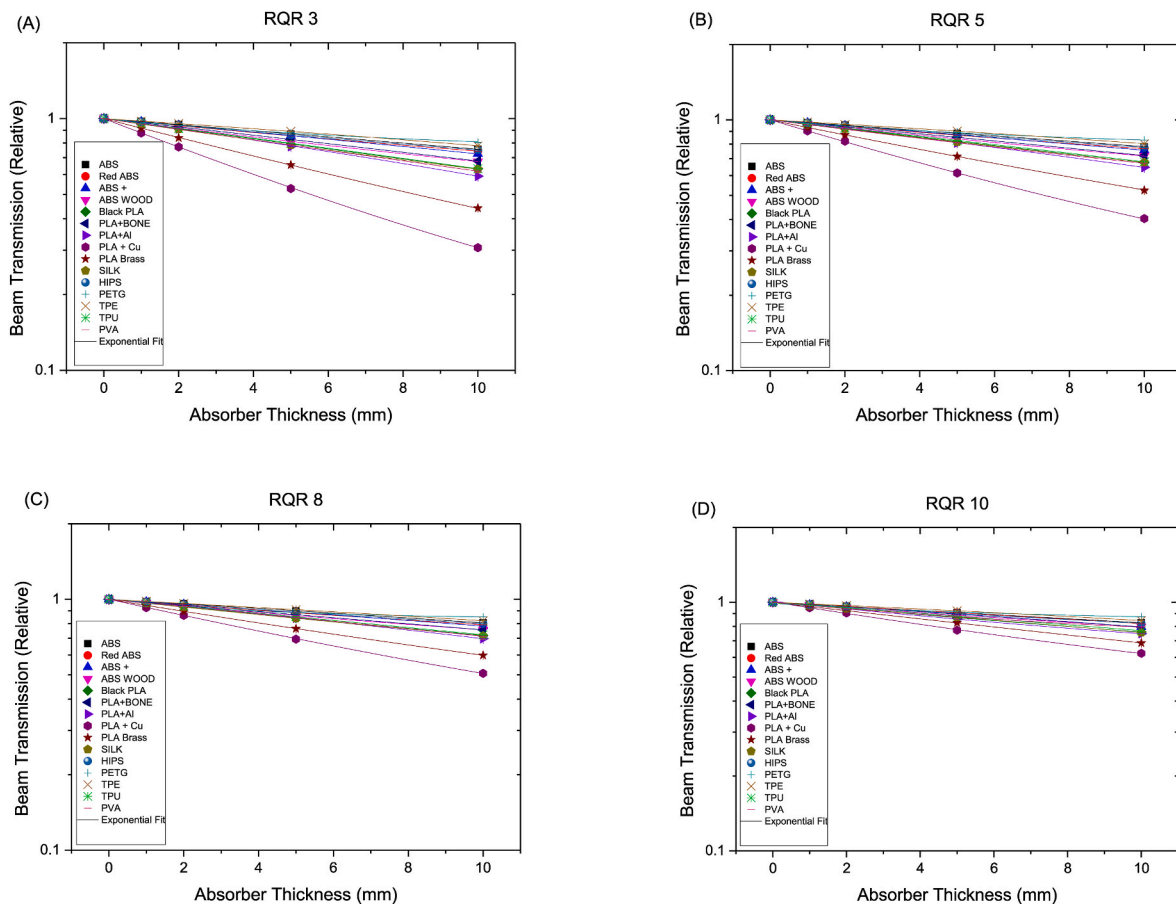 (A)
RQR 3
Beam Transmission (Relative)
1
0.1
ABS
Red ABS
ABS +
ABS WOOD
Black PLA
PLA+BONE
PLA+Al
PLA + Cu
PLA Brass
SILK
HIPS
PETG
TPE
TPU
PVA
Exponential Fit
0 2 4 6 8 10
Absorber Thickness (mm)
(B)
RQR 5
Beam Transmission (Relative)
1
0.1
ABS
Red ABS
ABS +
ABS WOOD
Black PLA
PLA+BONE
PLA+Al
PLA + Cu
PLA Brass
SILK
HIPS
PETG
TPE
TPU
PVA
Exponential Fit
0 2 4 6 8 10
Absorber Thickness (mm)
(C)
RQR 8
Beam Transmission (Relative)
1
0.1
ABS
Red ABS
ABS +
ABS WOOD
Black PLA
PLA+BONE
PLA+Al
PLA + Cu
PLA Brass
SILK
HIPS
PETG
TPE
TPU
PVA
Exponential Fit
0 2 4 6 8 10
Absorber Thickness (mm)
(D)
RQR 10
Beam Transmission (Relative)
1
0.1
ABS
Red ABS
ABS +
ABS WOOD
Black PLA
PLA+BONE
PLA+Al
PLA + Cu
PLA Brass
SILK
HIPS
PETG
TPE
TPU
PVA
Exponential Fit
0 2 4 6 8 10
Absorber Thickness (mm)